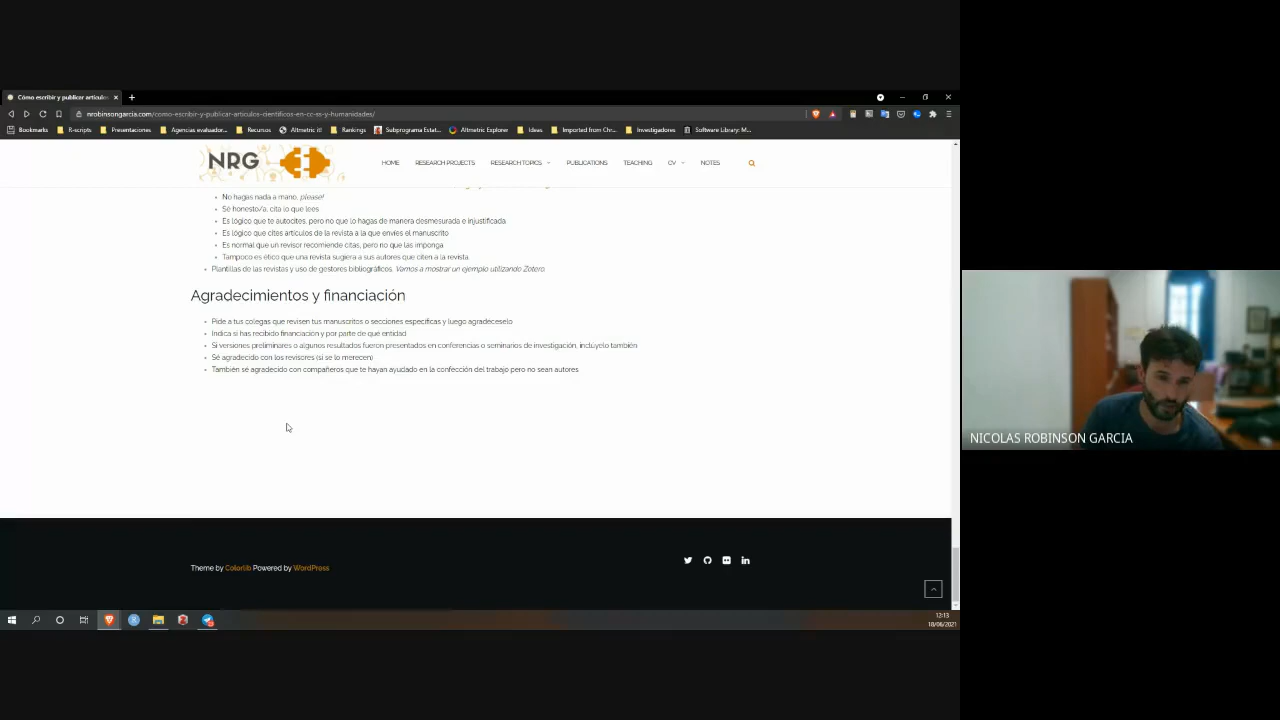 Cómo escribir y publicar artículos
nrobinsongarcia.com/como-escribir-y-publicar-articulos-cientificos-en-cc-ss-y-humanidades/
Bookmarks R-scripts Presentaciones Agencias evaluador... Recursos Altmetric it! Rankings Subprograma Estat... Altmetric Explorer Ideas Imported from Chr... Investigadores Software Library: M...
NRG HOME RESEARCH PROJECTS RESEARCH TOPICS PUBLICATIONS TEACHING CV NOTES
No hagas nada a mano, please!
Sé honesto/a, cita lo que lees
Es lógico que te autocites, pero no que lo hagas de manera desmesurada e injustificada
Es lógico que cites artículos de la revista a la que envíes el manuscrito
Es normal que un revisor recomiende citas, pero no que las imponga
Tampoco es ético que una revista sugiera a sus autores que citen a la revista.
Plantillas de las revistas y uso de gestores bibliográficos. Vamos a mostrar un ejemplo utilizando Zotero.
Agradecimientos y financiación
Pide a tus colegas que revisen tus manuscritos o secciones específicas y luego agradéceselo
Indica si has recibido financiación y por parte de qué entidad
Si versiones preliminares o algunos resultados fueron presentados en conferencias o seminarios de investigación, inclúyelo también.
Sé agradecido con los revisores (si se lo merecen)
También sé agradecido con compañeros que te hayan ayudado en la confección del trabajo pero no sean autores
NICOLAS ROBINSON GARCIA
Theme by Colorlib Powered by WordPress
13:13
18/06/2021